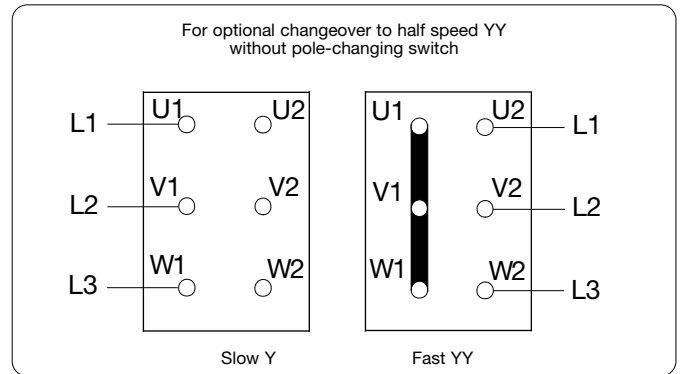 For optional changeover to half speed YY
without pole-changing switch
U1 U2 U1 U2
L1 L1
V1 V2 V1 V2
L2 L2
W1 W2 W1 W2
L3 L3
Slow Y Fast YY